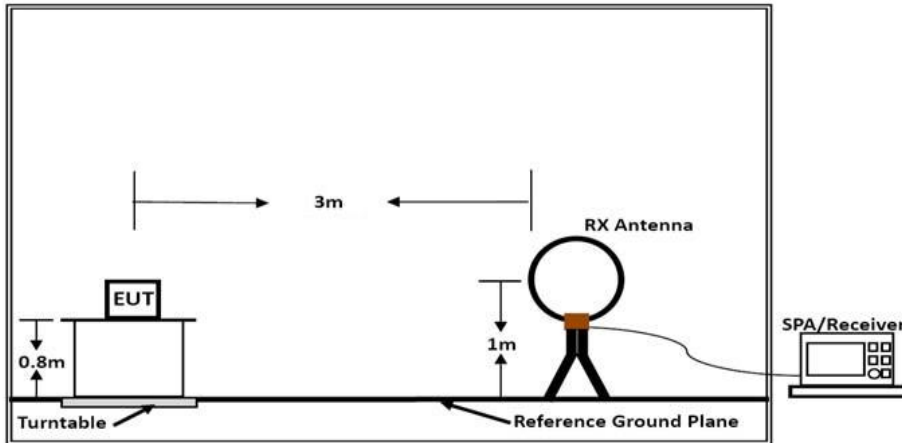 3m
RX Antenna
EUT
SPA/Receiver
0.8m
1m
Turntable
Reference Ground Plane